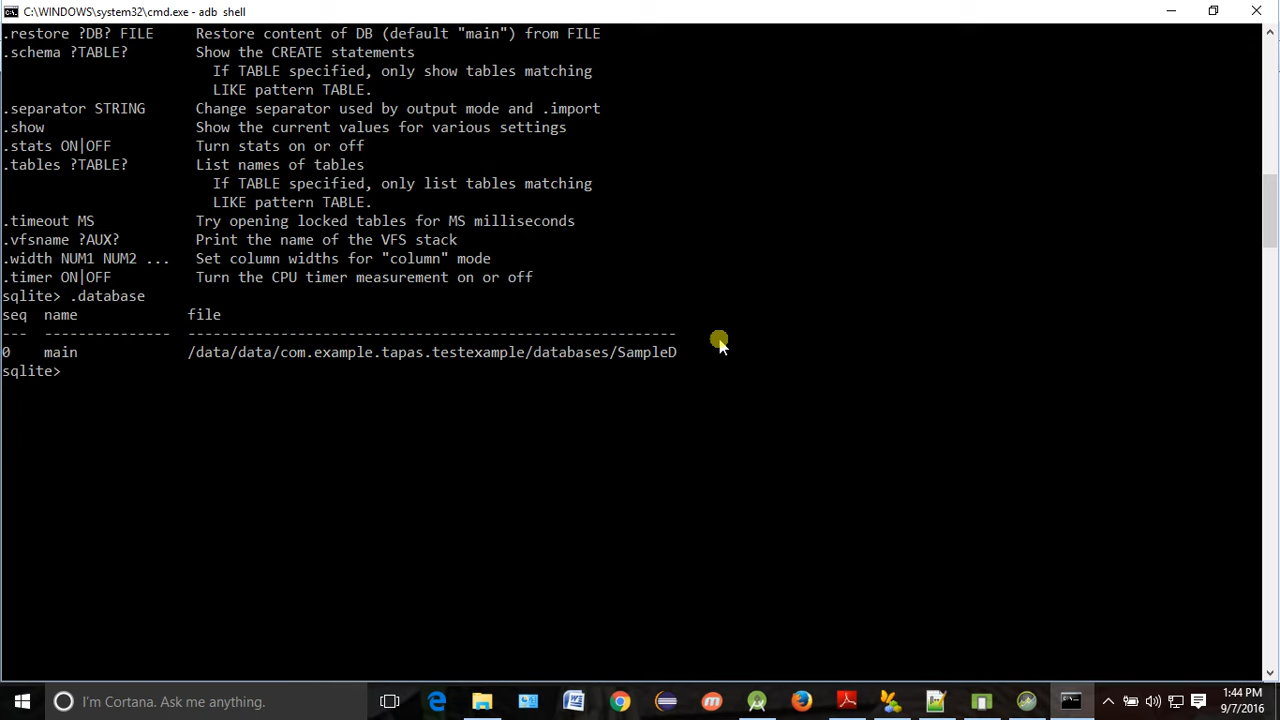 C:\WINDOWS\system32\cmd.exe - adb  shell
.restore ?DB? FILE      Restore content of DB (default "main") from FILE
.schema ?TABLE?         Show the CREATE statements
                          If TABLE specified, only show tables matching
                          LIKE pattern TABLE.
.separator STRING      Change separator used by output mode and .import
.show                  Show the current values for various settings
.stats ON|OFF          Turn stats on or off
.tables ?TABLE?        List names of tables
                         If TABLE specified, only list tables matching
                         LIKE pattern TABLE.
.timeout MS            Try opening locked tables for MS milliseconds
.vfsname ?AUX?         Print the name of the VFS stack
.width NUM1 NUM2 ...   Set column widths for "column" mode
.timer ON|OFF          Turn the CPU timer measurement on or off
sqlite> .database
seq  name             file
---  ---------------  ----------------------------------------------------------
0    main             /data/data/com.example.tapas.testexample/databases/SampleD
sqlite>
I'm Cortana. Ask me anything.
1:44 PM
9/7/2016